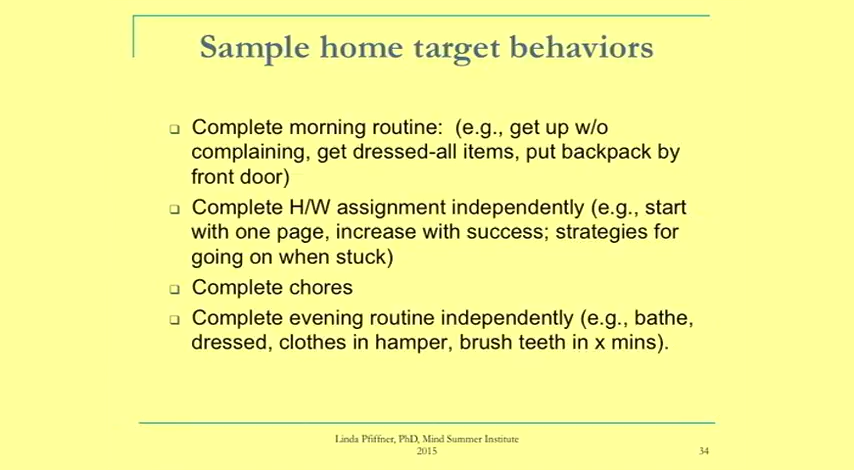 Sample home target behaviors
❑ Complete morning routine:  (e.g., get up w/o
complaining, get dressed-all items, put backpack by
front door)
❑ Complete H/W assignment independently (e.g., start
with one page, increase with success; strategies for
going on when stuck)
❑ Complete chores
❑ Complete evening routine independently (e.g., bathe,
dressed, clothes in hamper, brush teeth in x mins).
Linda Pfiffner, PhD, Mind Summer Institute
2015
34